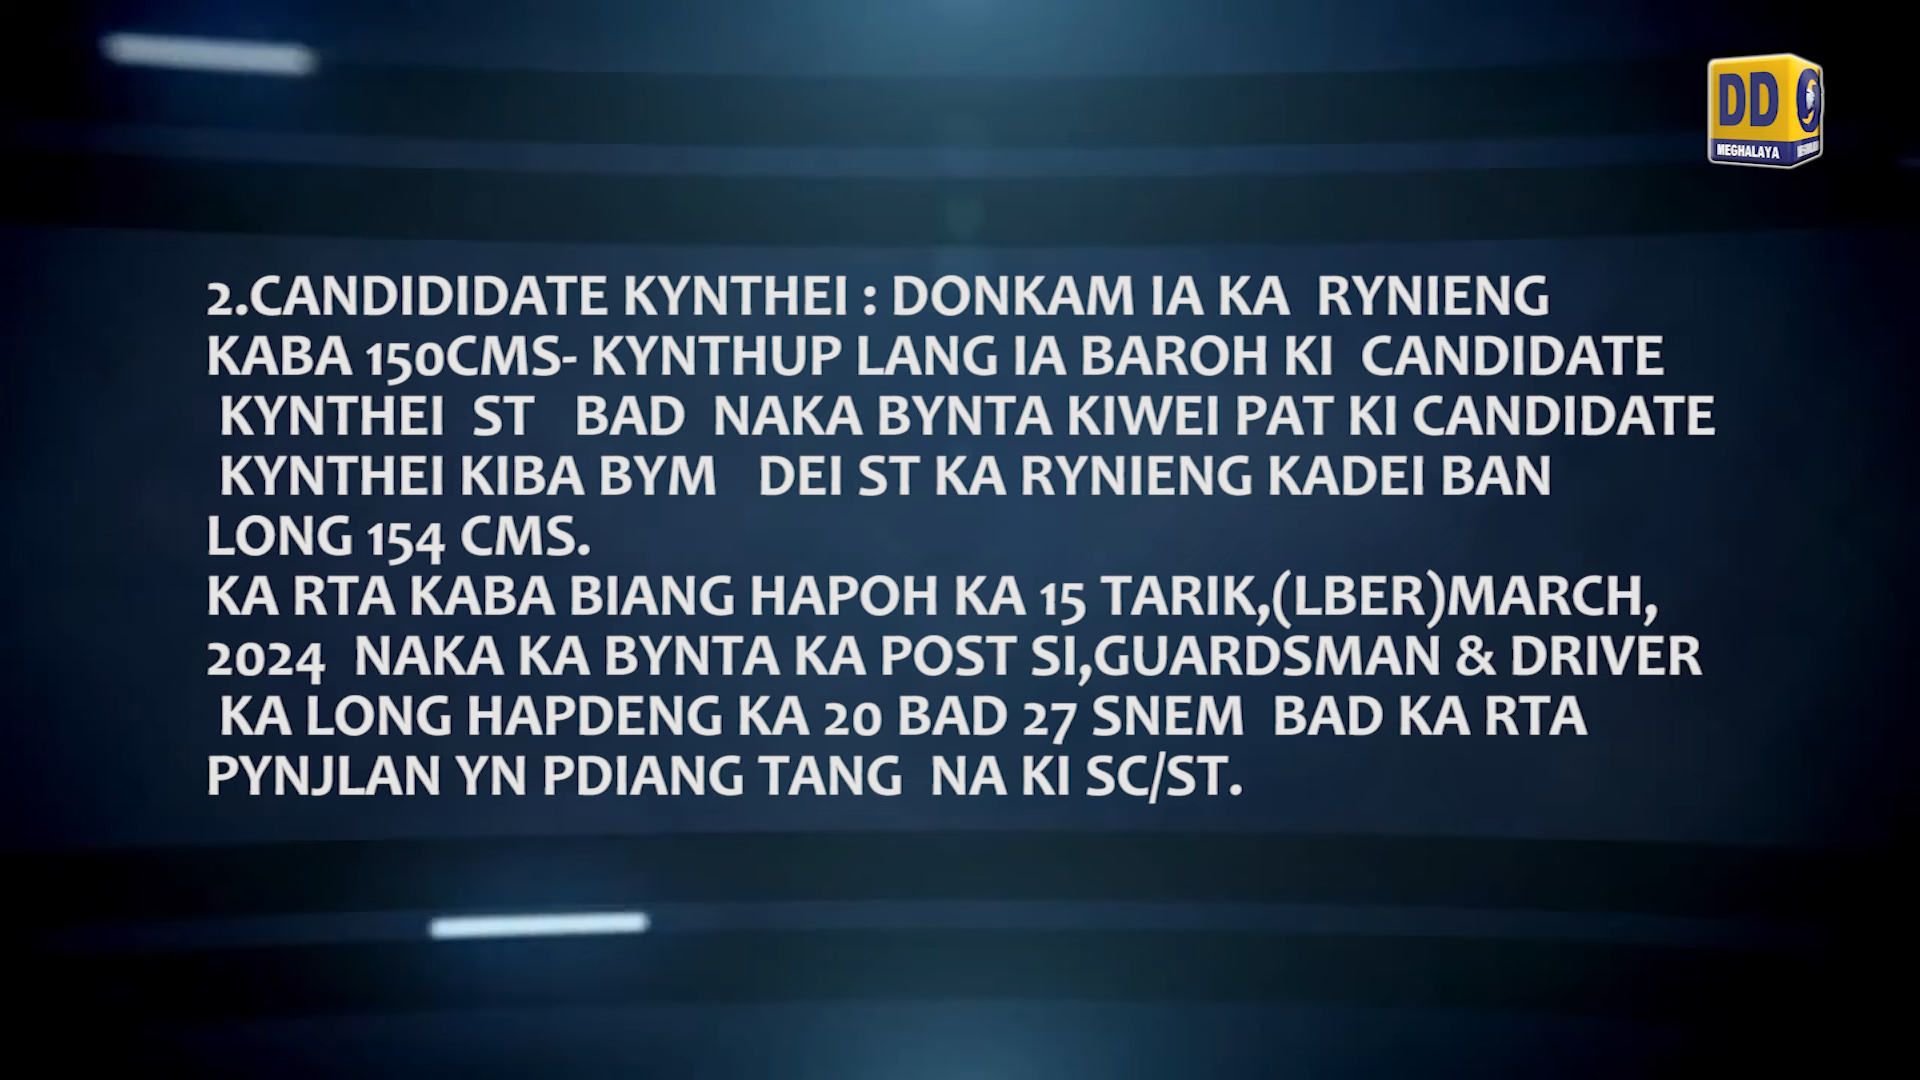 DD
MEGHALAYA
2.CANDIDIDATE KYNTHEI : DONKAM IA KA RYNIENG
KABA 150CMS- KYNTHUP LANG IA BAROH KI CANDIDATE
KYNTHEI ST BAD NAKA BYNTA KIWEI PAT KI CANDIDATE
KYNTHEI KIBA BYM DEI ST KA RYNIENG KADEI BAN
LONG 154 CMS.
KA RTA KABA BIANG HAPOH KA 15 TARIK,(LBER)MARCH,
2024 NAKA KA BYNTA KA POST SI,GUARDSMAN & DRIVER
KA LONG HAPDENG KA 20 BAD 27 SNEM BAD KA RTA
PYNJLAN YN PDIANG TANG NA KI SC/ST.